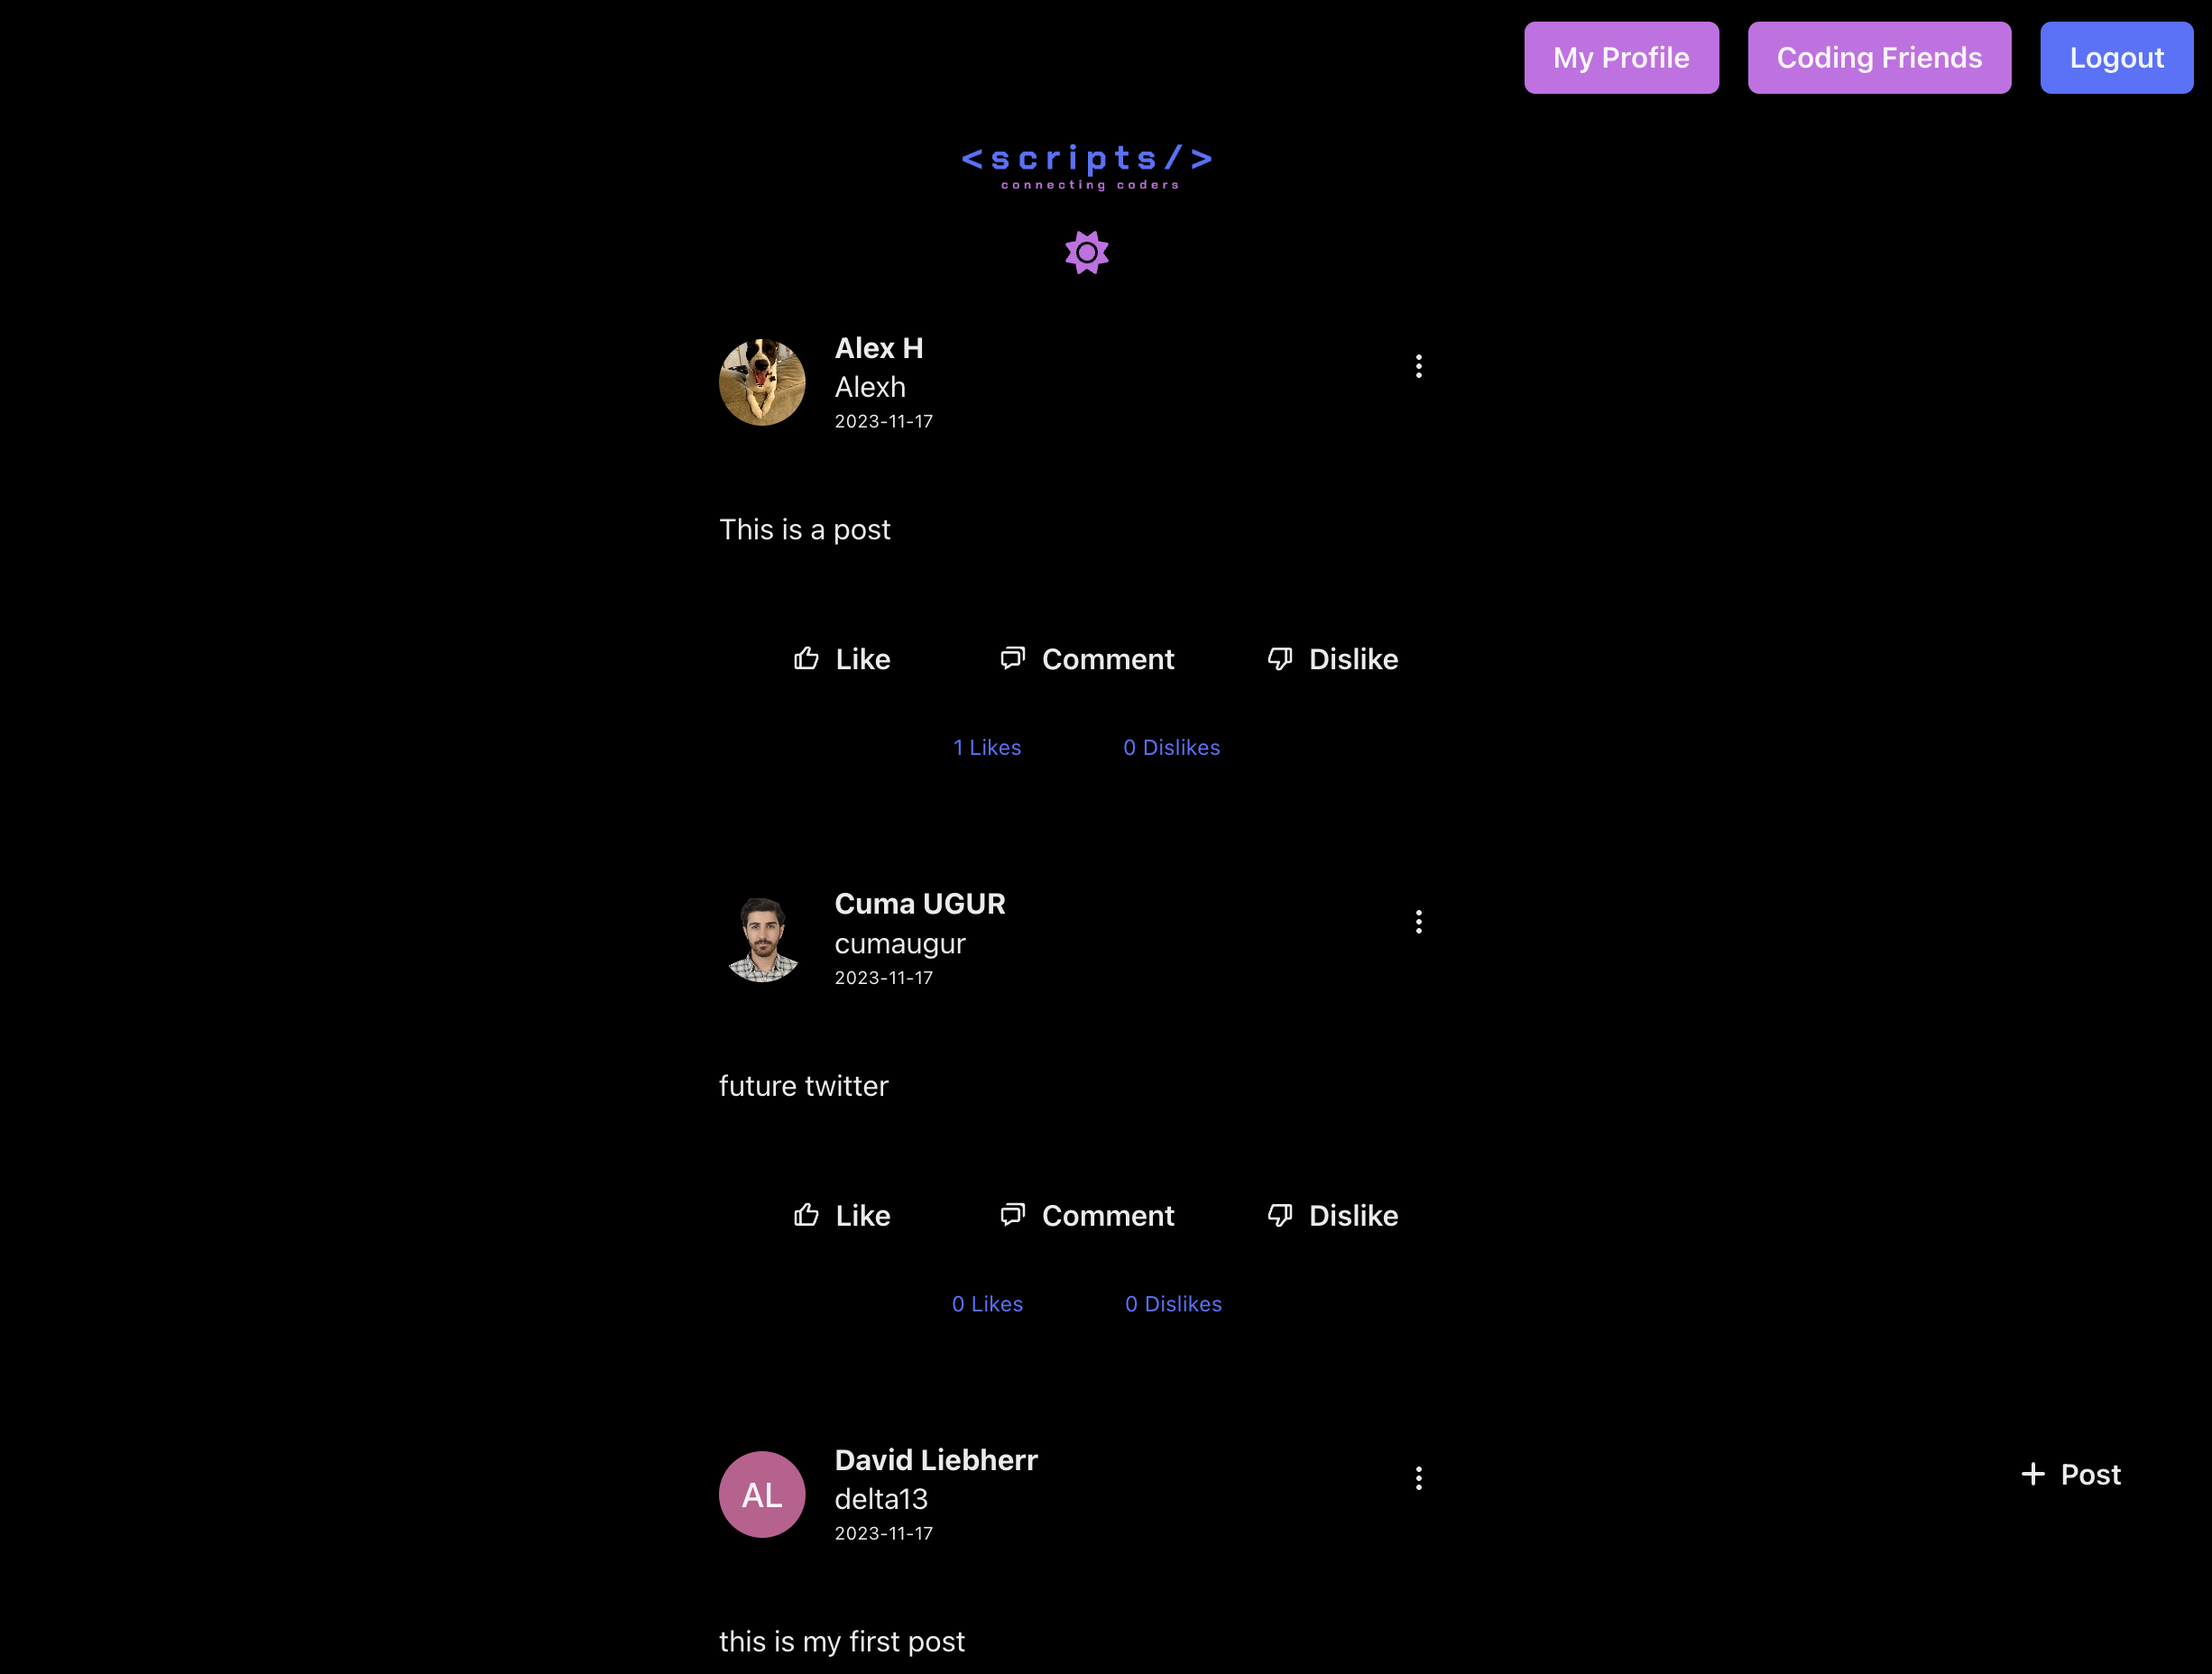 My Profile
Coding Friends
Logout
<scripts/>
connecting coders
Alex H
Alexh
2023-11-17
This is a post
Like
Comment
Dislike
1 Likes
0 Dislikes
Cuma UGUR
cumaugur
2023-11-17
future twitter
Like
Comment
Dislike
0 Likes
0 Dislikes
AL
David Liebherr
delta13
2023-11-17
+ Post
this is my first post